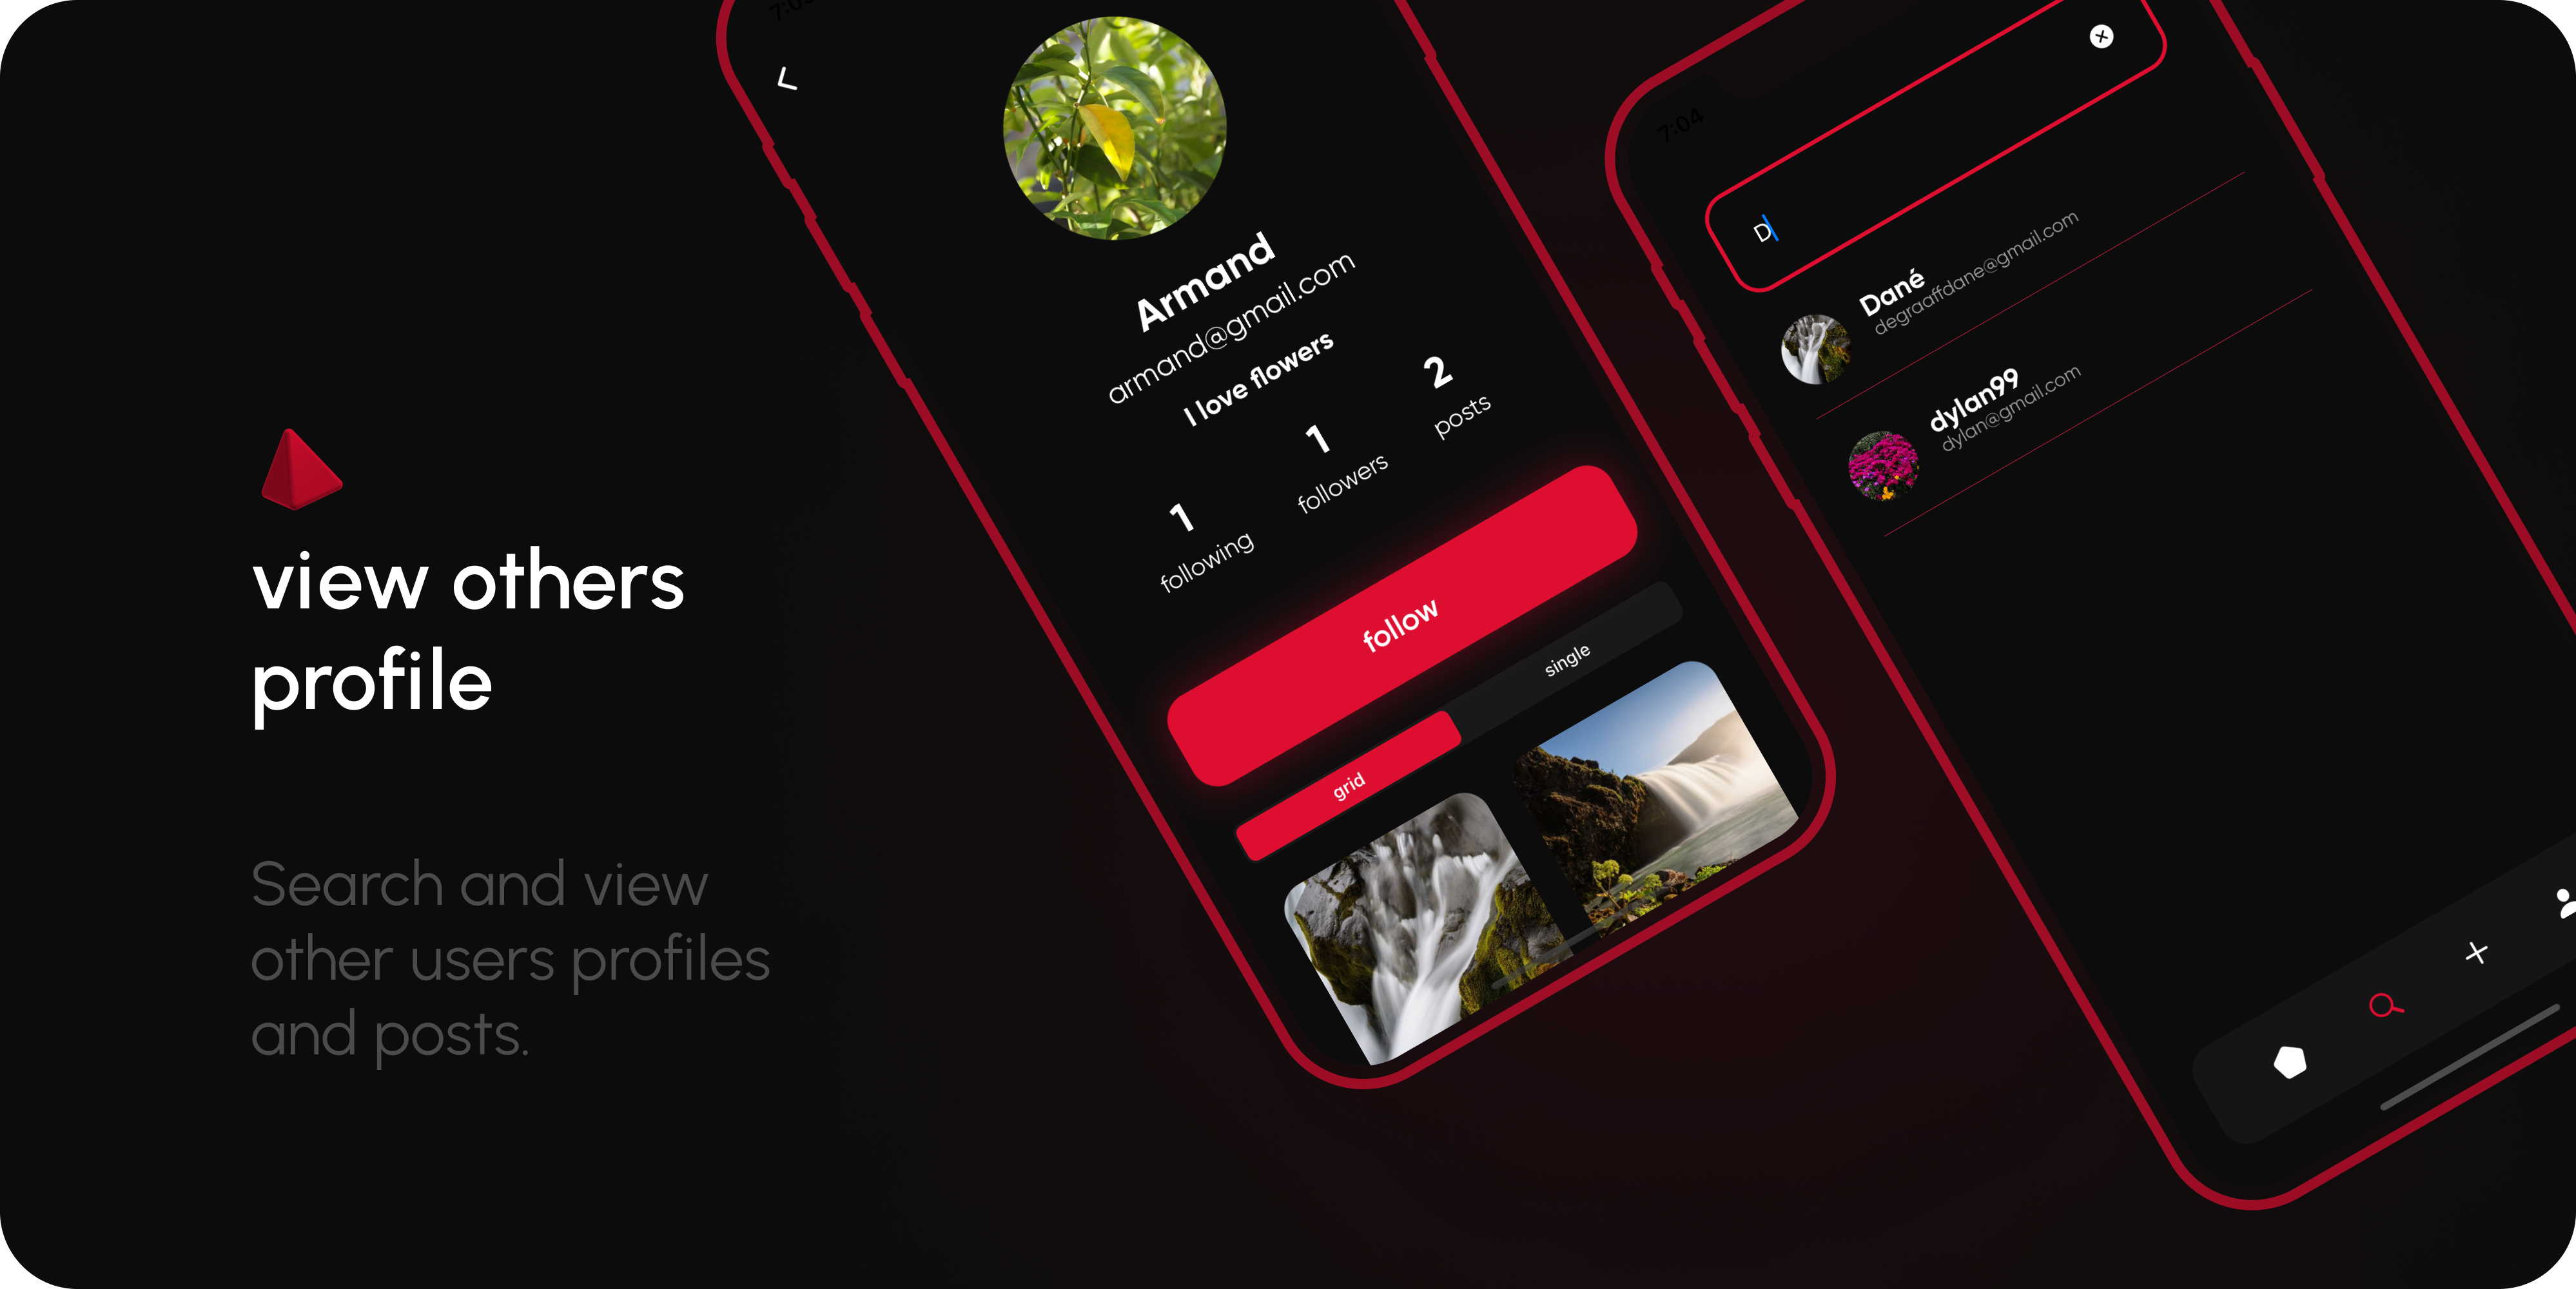 view others
profile
Search and view
other users profiles
and posts.
Armand
armand@gmail.com
I love flowers
1
following
1
followers
2
posts
follow
grid
single
7:04
D
Dané
degraaffdane@gmail.com
dylan99
dylan@gmail.com